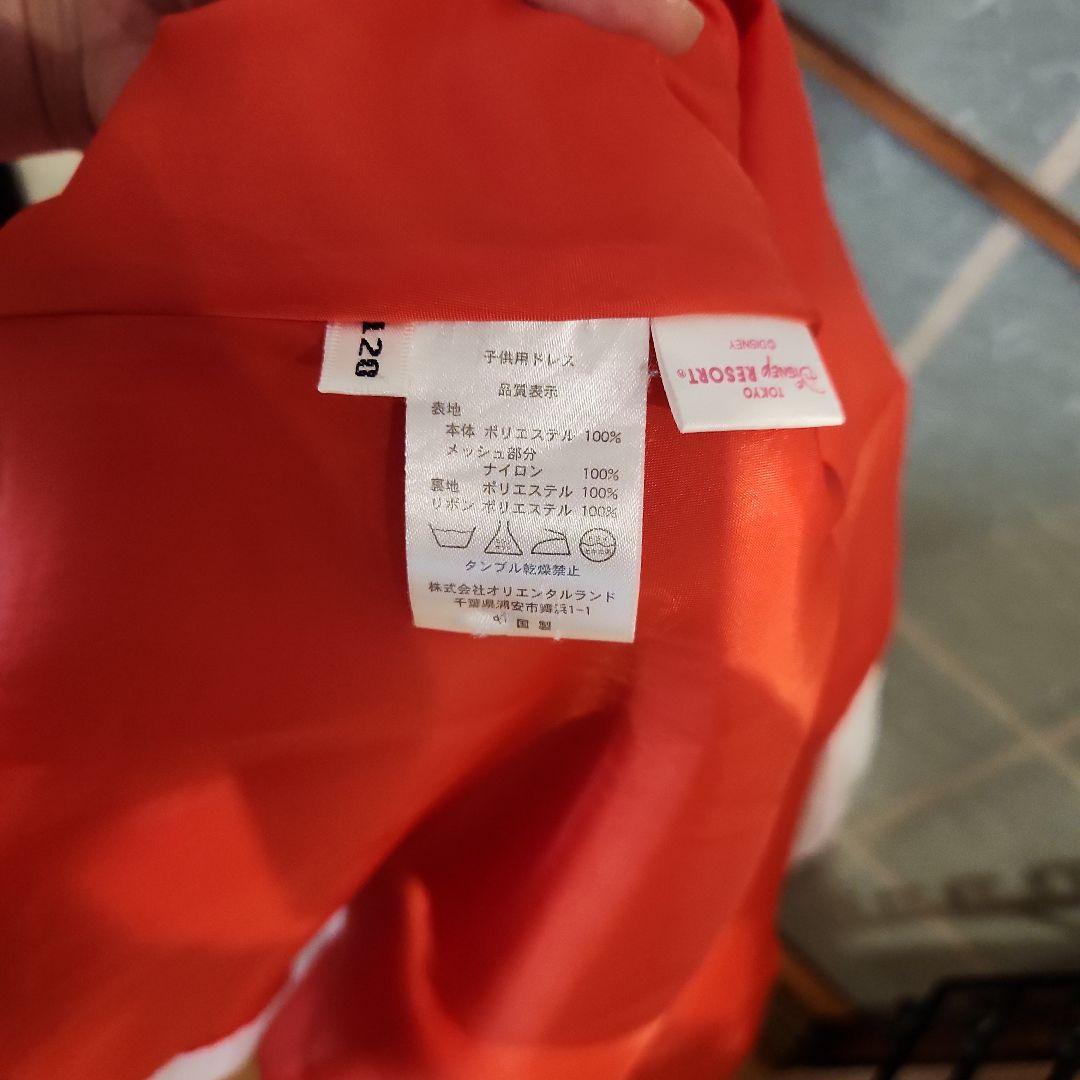 120
子供用ドレス
品質表示
表地
本体 ポリエステル 100%
メッシュ部分
ナイロン 100%
裏地 ポリエステル 100%
リボン ポリエステル 100%
タンブル乾燥禁止
株式会社オリエンタルランド
千葉県浦安市舞浜1-1
中国製
TOKYO
Disney RESORT®
©DISNEY